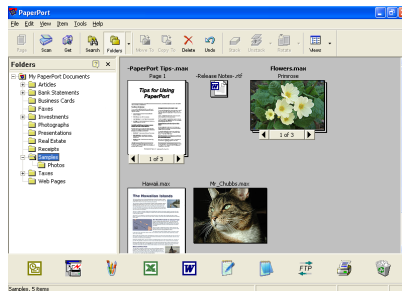 PaperPort
File Edit View Item Tools Help
Page Scan Get Search Folders Move To Copy To Delete Undo Stack Unstack Rotate Views
Folders
My PaperPort Documents
Articles
Bank Statements
Business Cards
Faxes
Investments
Photographs
Presentations
Real Estate
Receipts
Samples
Photos
Taxes
Web Pages
-PaperPort Tips-.max
Page 1
Tips for Using
PaperPort
1 of 3
-Release Notes-.rtf
Flowers.max
Primrose
1 of 3
Hawaii.max
The Hawaiian Islands
Mr_Chubbs.max
FTP
Samples, 5 items